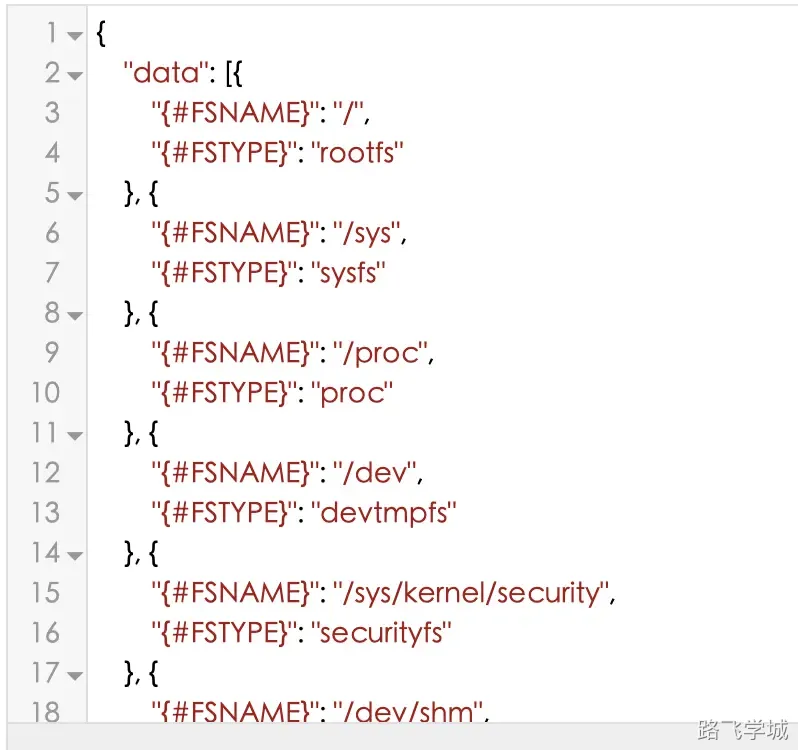 1 {
2 "data": [{
3 "{#FSNAME}": "/",
4 "{#FSTYPE}": "rootfs"
5 }, {
6 "{#FSNAME}": "/sys",
7 "{#FSTYPE}": "sysfs"
8 }, {
9 "{#FSNAME}": "/proc",
10 "{#FSTYPE}": "proc"
11 }, {
12 "{#FSNAME}": "/dev",
13 "{#FSTYPE}": "devtmpfs"
14 }, {
15 "{#FSNAME}": "/sys/kernel/security",
16 "{#FSTYPE}": "securityfs"
17 }, {
18 "{#FSNAME}": "/dev/shm",
路飞学城